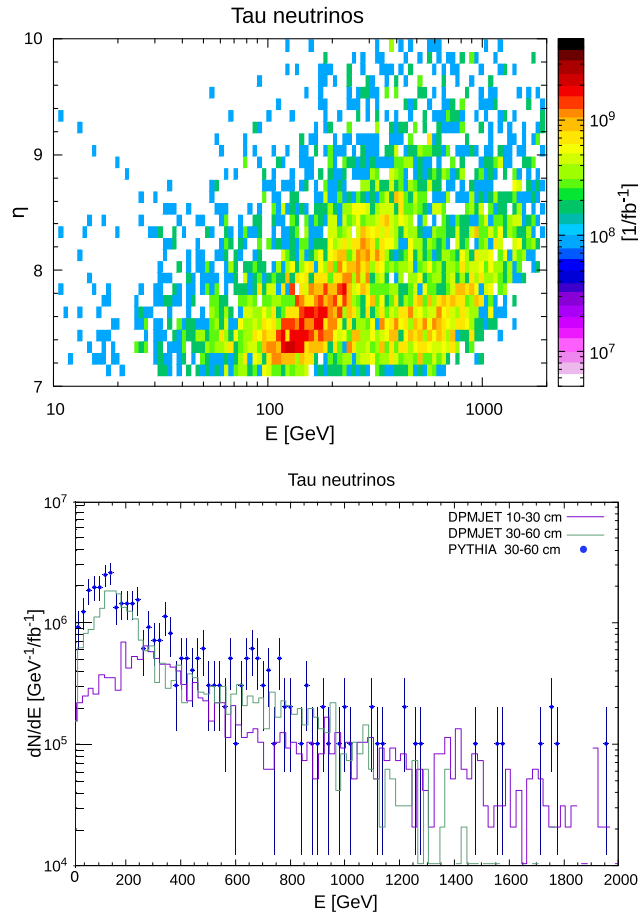 Tau neutrinos
10
9
8
7
η
10
100
1000
E [GeV]
10⁹
10⁸
10⁷
[1/fb⁻¹]
Tau neutrinos
10⁷
10⁶
10⁵
10⁴
dN/dE [GeV⁻¹/fb⁻¹]
DPMJET 10-30 cm
DPMJET 30-60 cm
PYTHIA 30-60 cm
0
200
400
600
800
1000
1200
1400
1600
1800
2000
E [GeV]